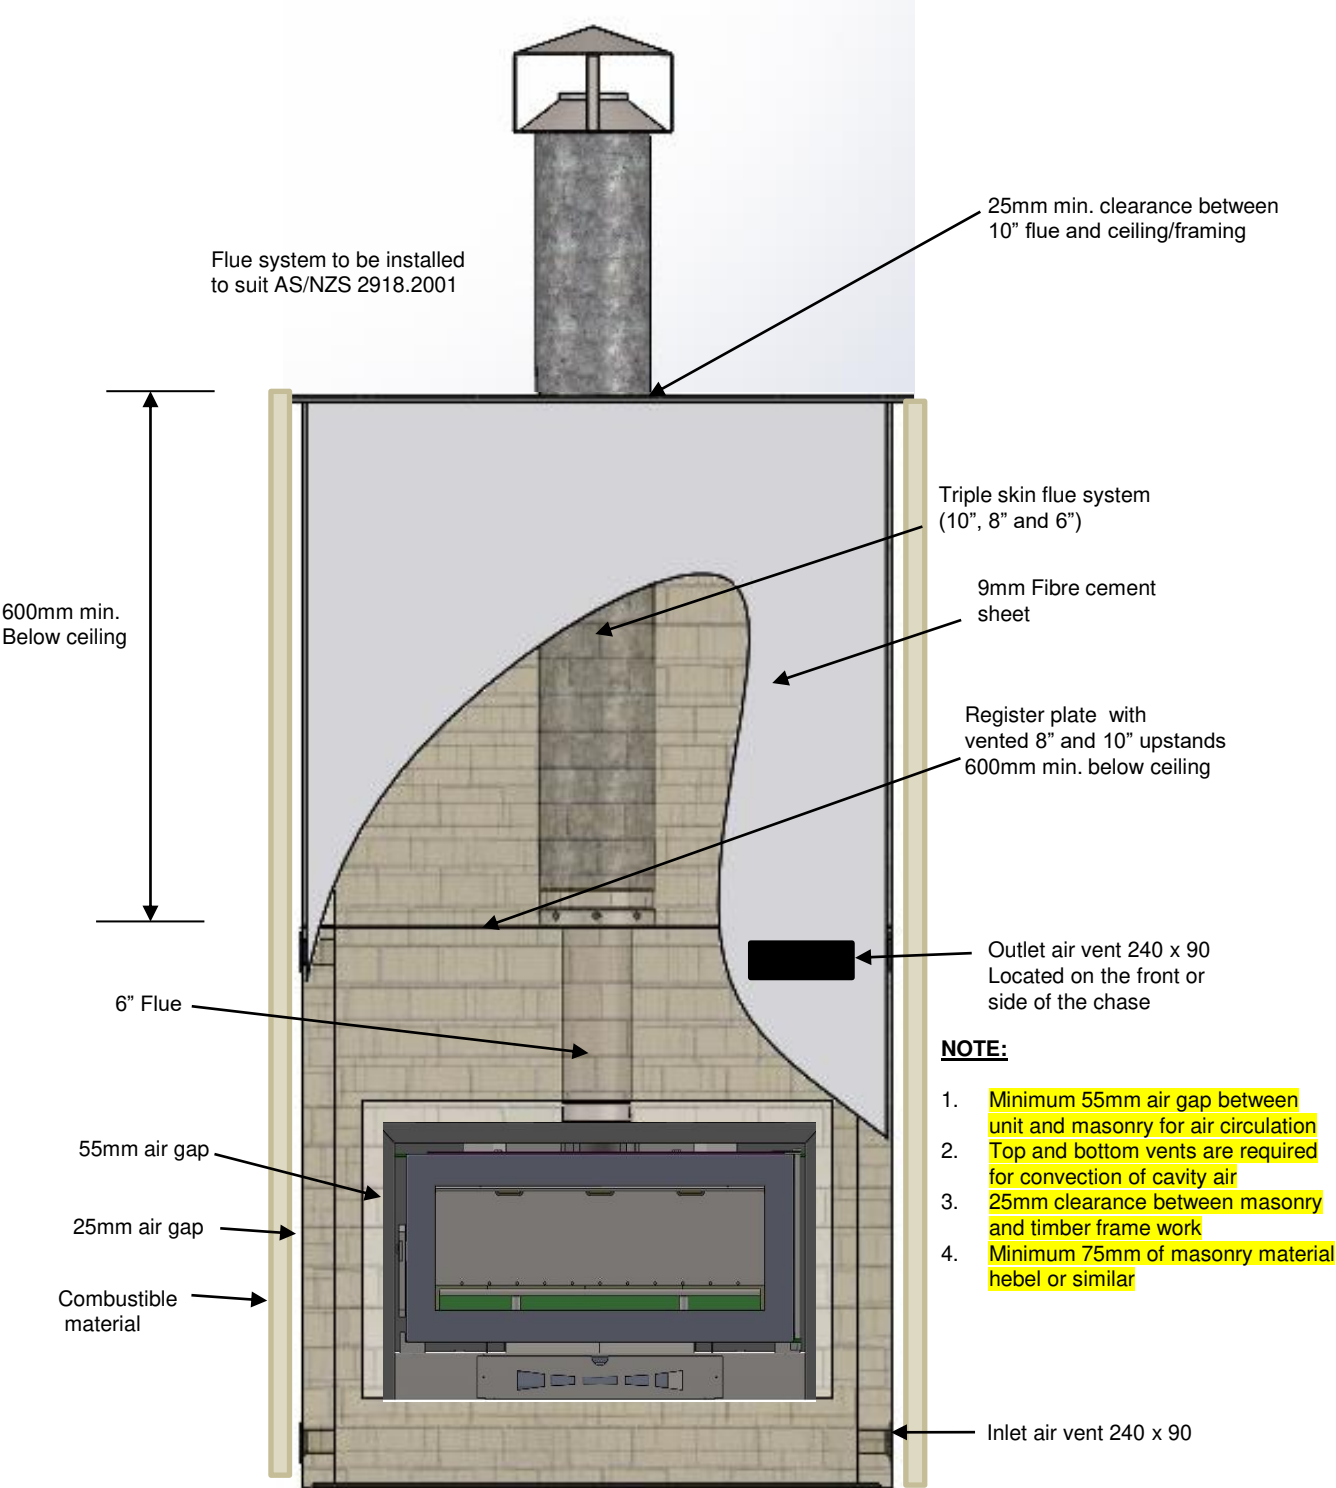 25mm min. clearance between
10” flue and ceiling/framing
Flue system to be installed
to suit AS/NZS 2918.2001
Triple skin flue system
(10”, 8” and 6”)
9mm Fibre cement
sheet
600mm min.
Below ceiling
Register plate with
vented 8” and 10” upstands
600mm min. below ceiling
Outlet air vent 240 x 90
Located on the front or
side of the chase
6” Flue
NOTE:
1. Minimum 55mm air gap between
unit and masonry for air circulation
2. Top and bottom vents are required
for convection of cavity air
3. 25mm clearance between masonry
and timber frame work
4. Minimum 75mm of masonry material
hebel or similar
55mm air gap
25mm air gap
Combustible
material
Inlet air vent 240 x 90